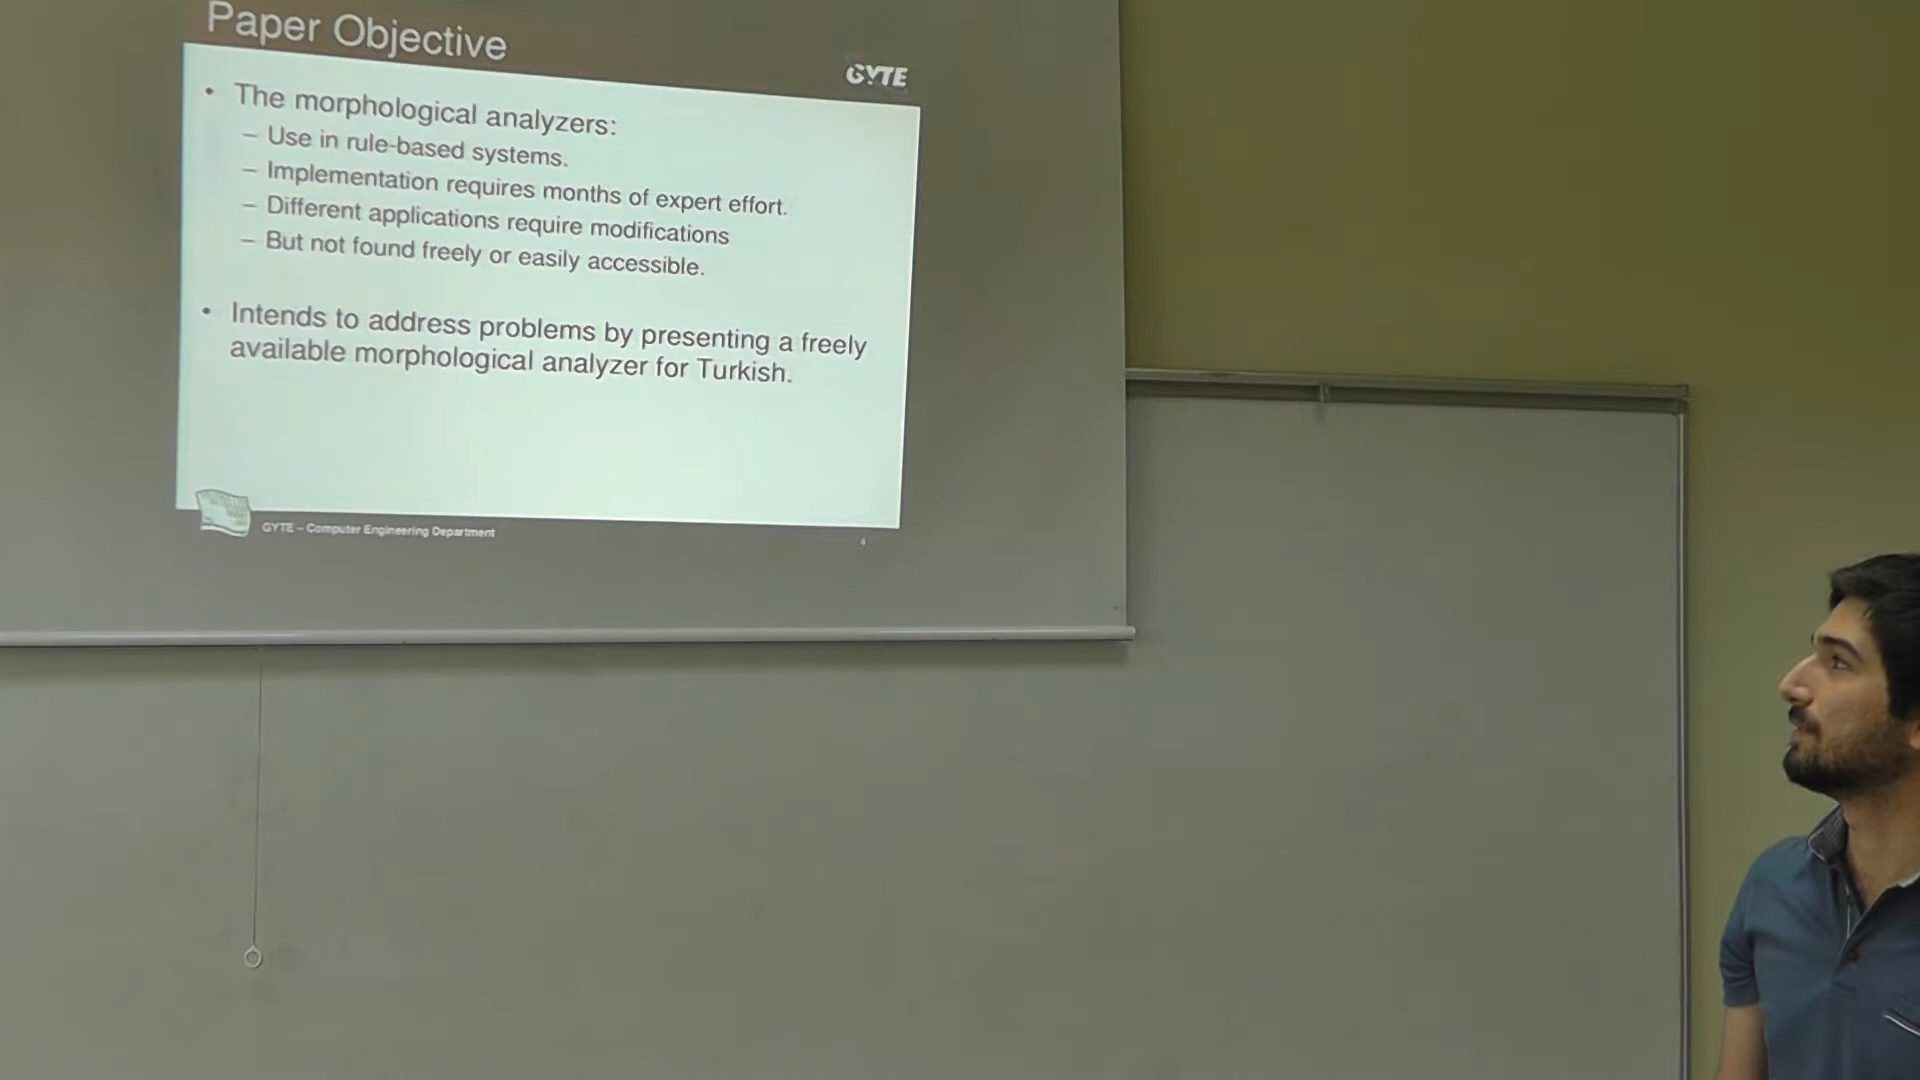 Paper Objective
GYTE
• The morphological analyzers:
– Use in rule-based systems.
– Implementation requires months of expert effort.
– Different applications require modifications
– But not found freely or easily accessible.
• Intends to address problems by presenting a freely
available morphological analyzer for Turkish.
GYTE – Computer Engineering Department
4